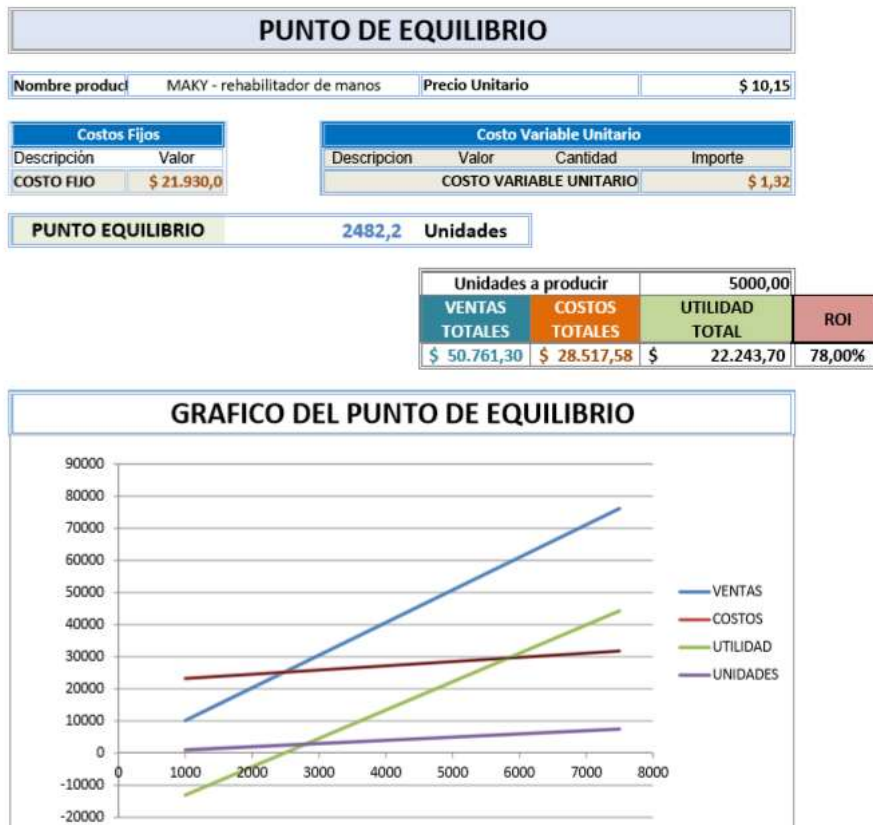 PUNTO DE EQUILIBRIO
Nombre product MAKY - rehabilitador de manos Precio Unitario $ 10,15
Costos Fijos
Descripción Valor
COSTO FIJO $ 21.930,0
Costo Variable Unitario
Descripcion Valor Cantidad Importe
COSTO VARIABLE UNITARIO $ 1,32
PUNTO EQUILIBRIO 2482,2 Unidades
Unidades a producir 5000,00
VENTAS TOTALES COSTOS TOTALES UTILIDAD TOTAL ROI
$ 50.761,30 $ 28.517,58 $ 22.243,70 78,00%
GRAFICO DEL PUNTO DE EQUILIBRIO
90000
80000
70000
60000
50000
40000
30000
20000
10000
0
-10000
-20000
0 1000 2000 3000 4000 5000 6000 7000 8000
VENTAS
COSTOS
UTILIDAD
UNIDADES